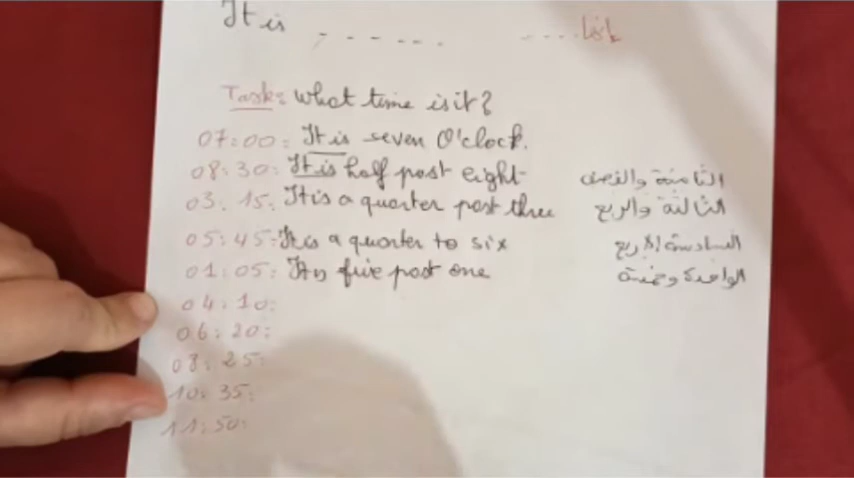 It is - - - - - ....
Task: What time is it?
07:00: It is seven O'clock.
08:30: It is half past eight الثامنة والنصف
03:15: It is a quarter past three الثالثة والربع
05:45: It is a quarter to six السادسة إلا ربع
01:05: It is five past one الواحدة وخمسة
04:10:
06:20:
08:25:
10:35:
11:50: